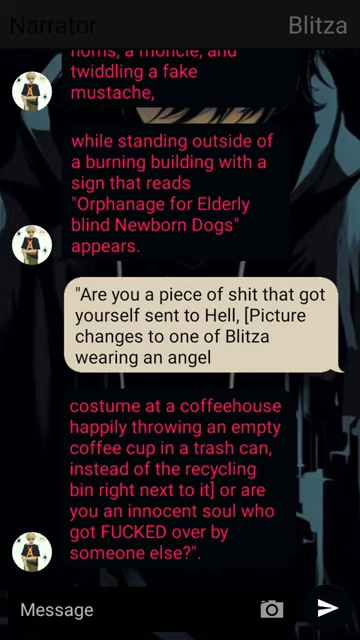 Narrator
Blitza
horns, a monocle, and
twiddling a fake
mustache,
while standing outside of
a burning building with a
sign that reads
"Orphanage for Elderly
blind Newborn Dogs"
appears.
"Are you a piece of shit that got
yourself sent to Hell, [Picture
changes to one of Blitza
wearing an angel
costume at a coffeehouse
happily throwing an empty
coffee cup in a trash can,
instead of the recycling
bin right next to it] or are
you an innocent soul who
got FUCKED over by
someone else?".
Message